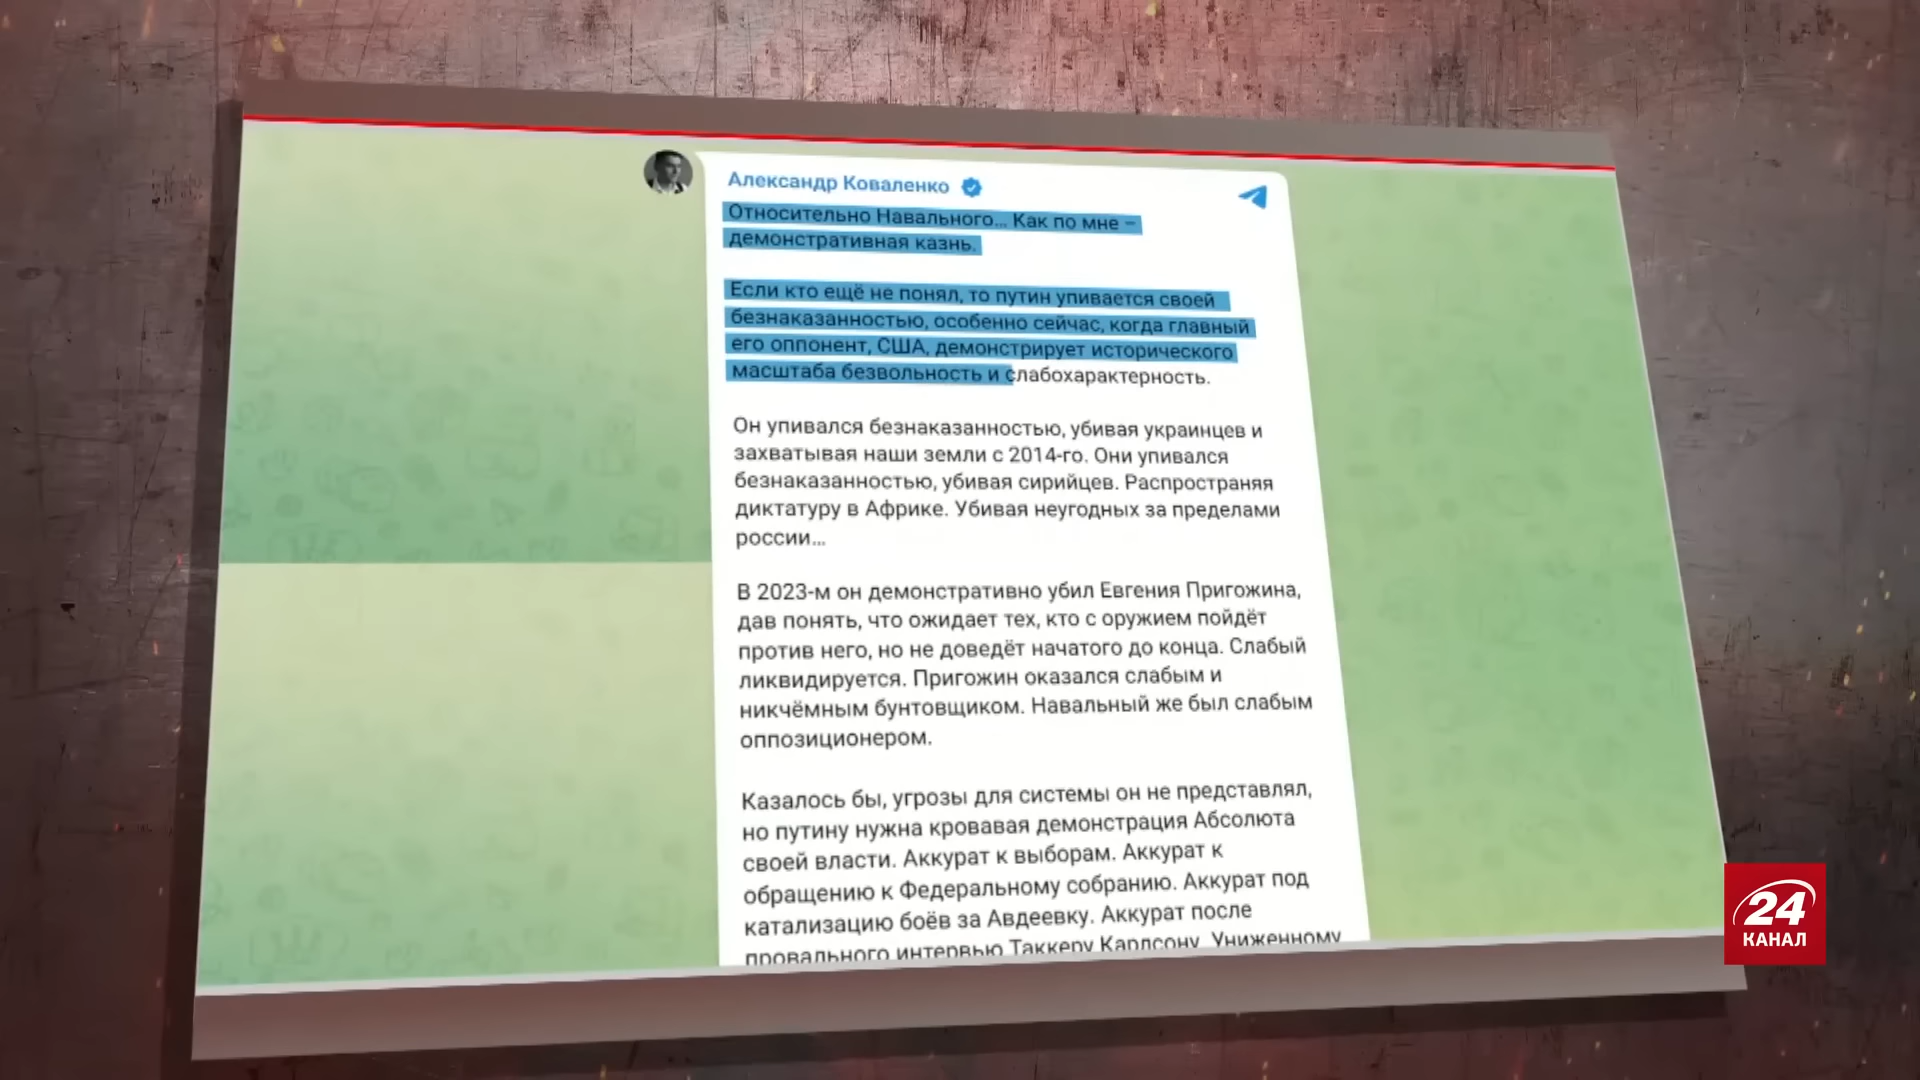 Александр Коваленко
Относительно Навального... Как по мне –
демонстративная казнь.
Если кто ещё не понял, то путин упивается своей
безнаказанностью, особенно сейчас, когда главный
его оппонент, США, демонстрирует исторического
масштаба безвольность и слабохарактерность.
Он упивался безнаказанностью, убивая украинцев и
захватывая наши земли с 2014-го. Они упивался
безнаказанностью, убивая сирийцев. Распространяя
диктатуру в Африке. Убивая неугодных за пределами
россии...
В 2023-м он демонстративно убил Евгения Пригожина,
дав понять, что ожидает тех, кто с оружием пойдёт
против него, но не доведёт начатого до конца. Слабый
ликвидируется. Пригожин оказался слабым и
никчёмным бунтовщиком. Навальный же был слабым
оппозиционером.
Казалось бы, угрозы для системы он не представлял,
но путину нужна кровавая демонстрация Абсолюта
своей власти. Аккурат к выборам. Аккурат к
обращению к Федеральному собранию. Аккурат под
катализацию боёв за Авдеевку. Аккурат после
провального интервью Таккеру Карлсону. Униженному
24
КАНАЛ